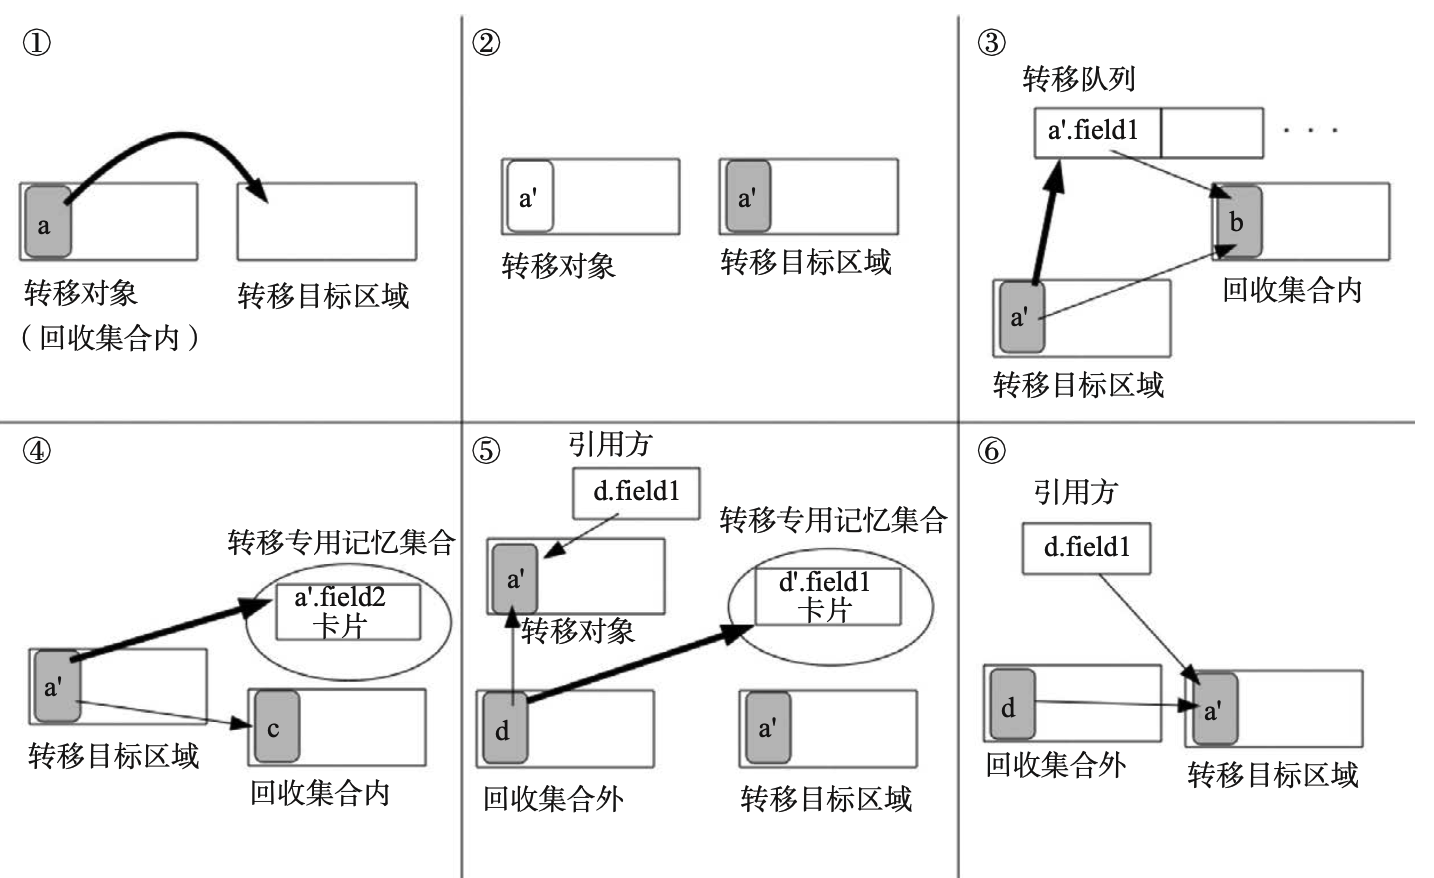 ①
a
转移对象
（回收集合内）
转移目标区域
②
a'
转移对象
a'
转移目标区域
③
转移队列
a'.field1
· · ·
b
回收集合内
a'
转移目标区域
④
转移专用记忆集合
a'.field2
卡片
a'
转移目标区域
c
回收集合内
⑤
引用方
d.field1
a'
转移对象
转移专用记忆集合
d'.field1
卡片
d
回收集合外
a'
转移目标区域
⑥
引用方
d.field1
d
回收集合外
a'
转移目标区域